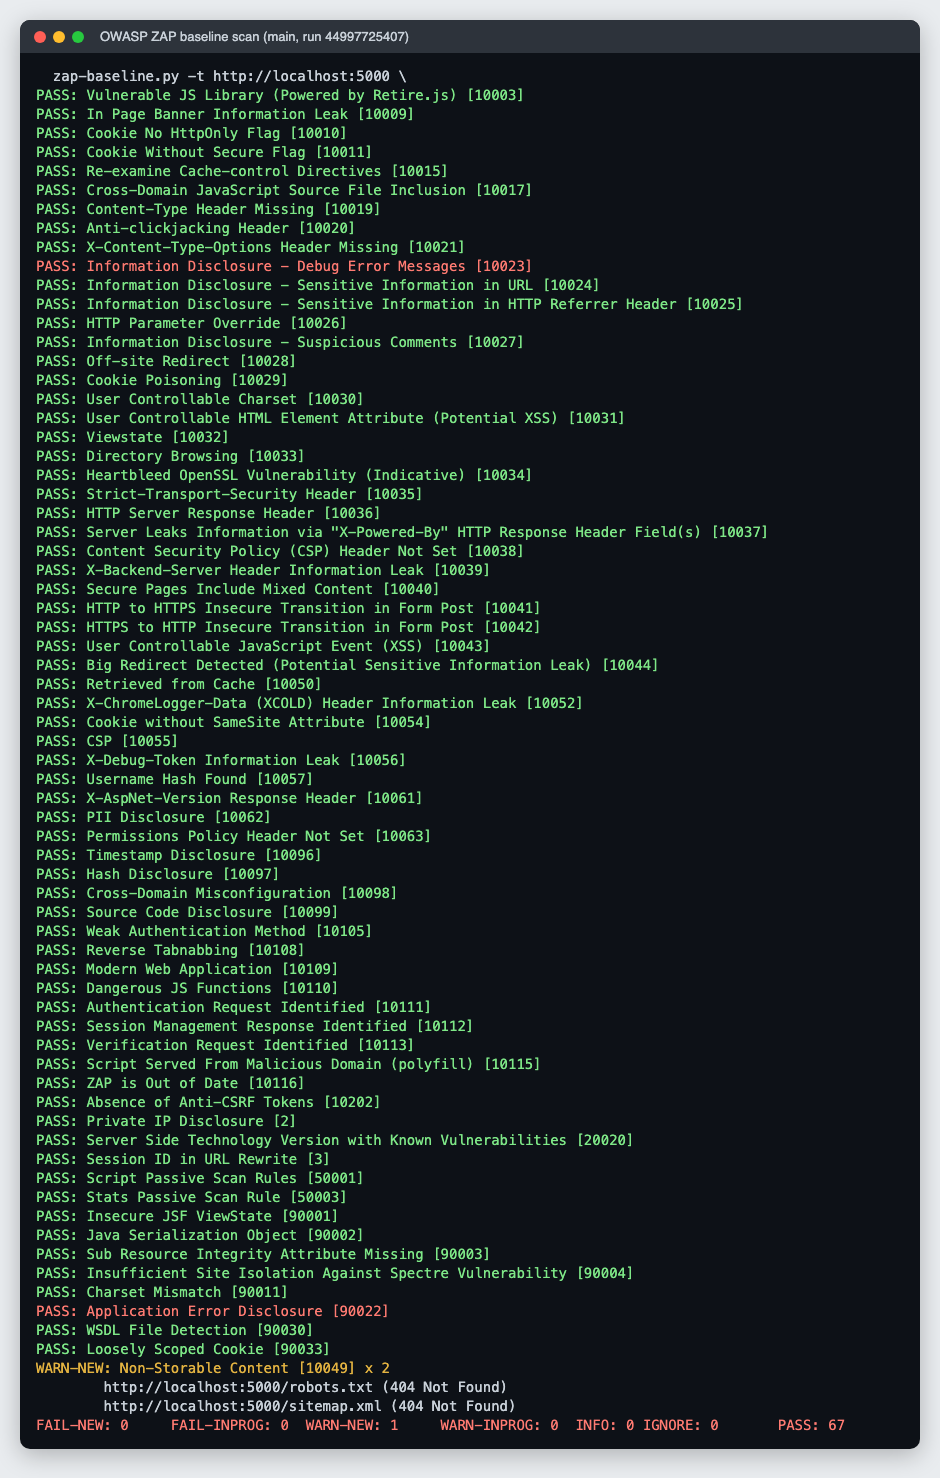 OWASP ZAP baseline scan (main, run 44997725407)
zap-baseline.py -t http://localhost:5000 \
PASS: Vulnerable JS Library (Powered by Retire.js) [10003]
PASS: In Page Banner Information Leak [10009]
PASS: Cookie No HttpOnly Flag [10010]
PASS: Cookie Without Secure Flag [10011]
PASS: Re-examine Cache-control Directives [10015]
PASS: Cross-Domain JavaScript Source File Inclusion [10017]
PASS: Content-Type Header Missing [10019]
PASS: Anti-clickjacking Header [10020]
PASS: X-Content-Type-Options Header Missing [10021]
PASS: Information Disclosure - Debug Error Messages [10023]
PASS: Information Disclosure - Sensitive Information in URL [10024]
PASS: Information Disclosure - Sensitive Information in HTTP Referrer Header [10025]
PASS: HTTP Parameter Override [10026]
PASS: Information Disclosure - Suspicious Comments [10027]
PASS: Off-site Redirect [10028]
PASS: Cookie Poisoning [10029]
PASS: User Controllable Charset [10030]
PASS: User Controllable HTML Element Attribute (Potential XSS) [10031]
PASS: Viewstate [10032]
PASS: Directory Browsing [10033]
PASS: Heartbleed OpenSSL Vulnerability (Indicative) [10034]
PASS: Strict-Transport-Security Header [10035]
PASS: HTTP Server Response Header [10036]
PASS: Server Leaks Information via "X-Powered-By" HTTP Response Header Field(s) [10037]
PASS: Content Security Policy (CSP) Header Not Set [10038]
PASS: X-Backend-Server Header Information Leak [10039]
PASS: Secure Pages Include Mixed Content [10040]
PASS: HTTP to HTTPS Insecure Transition in Form Post [10041]
PASS: HTTPS to HTTP Insecure Transition in Form Post [10042]
PASS: User Controllable JavaScript Event (XSS) [10043]
PASS: Big Redirect Detected (Potential Sensitive Information Leak) [10044]
PASS: Retrieved from Cache [10050]
PASS: X-ChromeLogger-Data (XCOLD) Header Information Leak [10052]
PASS: Cookie without SameSite Attribute [10054]
PASS: CSP [10055]
PASS: X-Debug-Token Information Leak [10056]
PASS: Username Hash Found [10057]
PASS: X-AspNet-Version Response Header [10061]
PASS: PII Disclosure [10062]
PASS: Permissions Policy Header Not Set [10063]
PASS: Timestamp Disclosure [10096]
PASS: Hash Disclosure [10097]
PASS: Cross-Domain Misconfiguration [10098]
PASS: Source Code Disclosure [10099]
PASS: Weak Authentication Method [10105]
PASS: Reverse Tabnabbing [10108]
PASS: Modern Web Application [10109]
PASS: Dangerous JS Functions [10110]
PASS: Authentication Request Identified [10111]
PASS: Session Management Response Identified [10112]
PASS: Verification Request Identified [10113]
PASS: Script Served From Malicious Domain (polyfill) [10115]
PASS: ZAP is Out of Date [10116]
PASS: Absence of Anti-CSRF Tokens [10202]
PASS: Private IP Disclosure [2]
PASS: Server Side Technology Version with Known Vulnerabilities [20020]
PASS: Session ID in URL Rewrite [3]
PASS: Script Passive Scan Rules [50001]
PASS: Stats Passive Scan Rule [50003]
PASS: Insecure JSF ViewState [90001]
PASS: Java Serialization Object [90002]
PASS: Sub Resource Integrity Attribute Missing [90003]
PASS: Insufficient Site Isolation Against Spectre Vulnerability [90004]
PASS: Charset Mismatch [90011]
PASS: Application Error Disclosure [90022]
PASS: WSDL File Detection [90030]
PASS: Loosely Scoped Cookie [90033]
WARN-NEW: Non-Storable Content [10049] x 2
http://localhost:5000/robots.txt (404 Not Found)
http://localhost:5000/sitemap.xml (404 Not Found)
FAIL-NEW: 0 FAIL-INPROG: 0 WARN-NEW: 1 WARN-INPROG: 0 INFO: 0 IGNORE: 0 PASS: 67